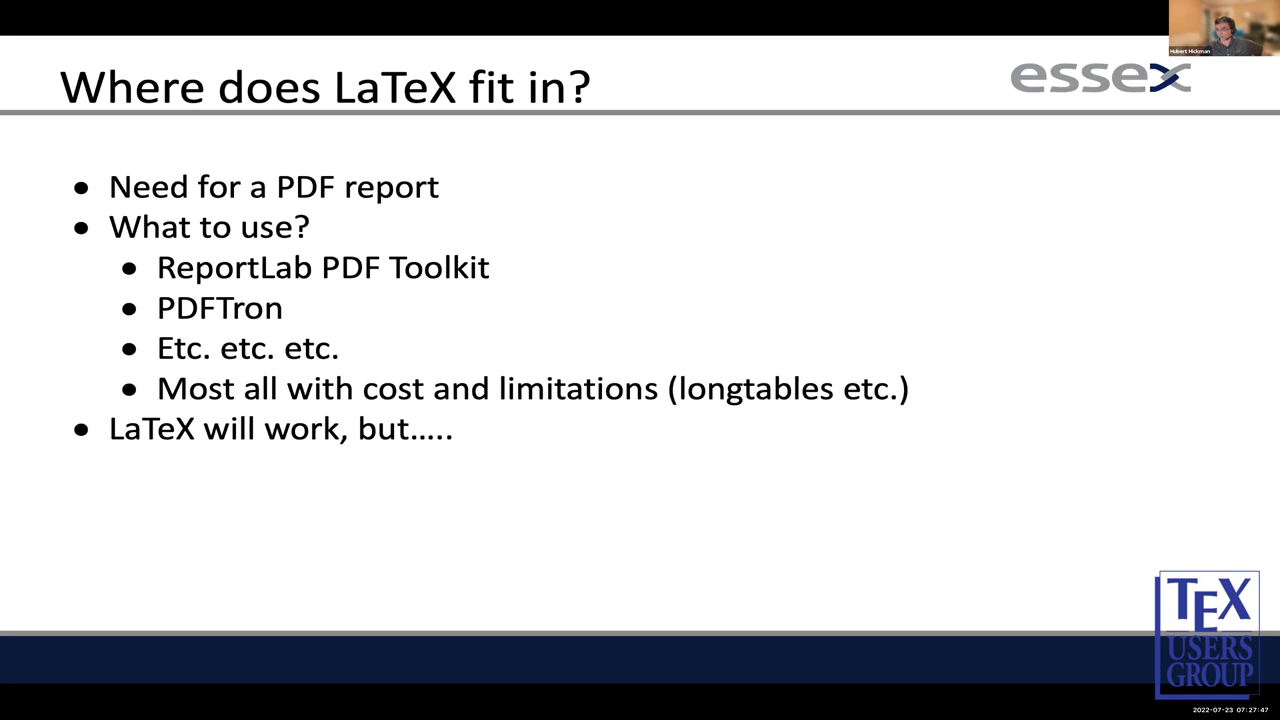 Hubert Hickman
Where does LaTeX fit in?
essex
● Need for a PDF report
● What to use?
● ReportLab PDF Toolkit
● PDFTron
● Etc. etc. etc.
● Most all with cost and limitations (longtables etc.)
● LaTeX will work, but.....
TEX
USERS
GROUP
2022-07-23 07:27:47